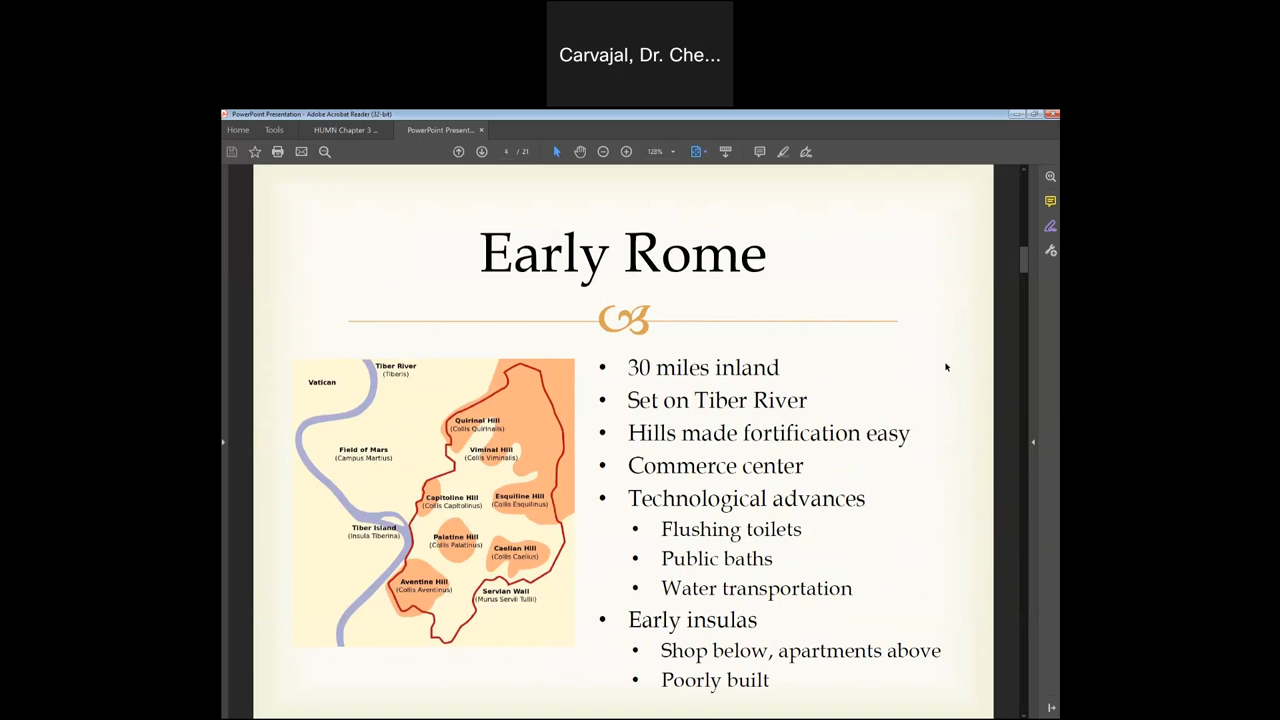 Carvajal, Dr. Che...
PowerPoint Presentation - Adobe Acrobat Reader (32-bit)
Home Tools HUMN Chapter 3 ... PowerPoint Present... ×
4 / 21 128%
Early Rome
Tiber River
(Tiberis)
Vatican
Quirinal Hill
(Collis Quirinalis)
Field of Mars
(Campus Martius)
Viminal Hill
(Collis Viminalis)
Capitoline Hill
(Collis Capitolinus)
Esquiline Hill
(Collis Esquilinus)
Tiber Island
(Insula Tiberina)
Palatine Hill
(Collis Palatinus)
Caelian Hill
(Collis Caelius)
Aventine Hill
(Collis Aventinus)
Servian Wall
(Murus Servii Tullii)
• 30 miles inland
• Set on Tiber River
• Hills made fortification easy
• Commerce center
• Technological advances
• Flushing toilets
• Public baths
• Water transportation
• Early insulas
• Shop below, apartments above
• Poorly built